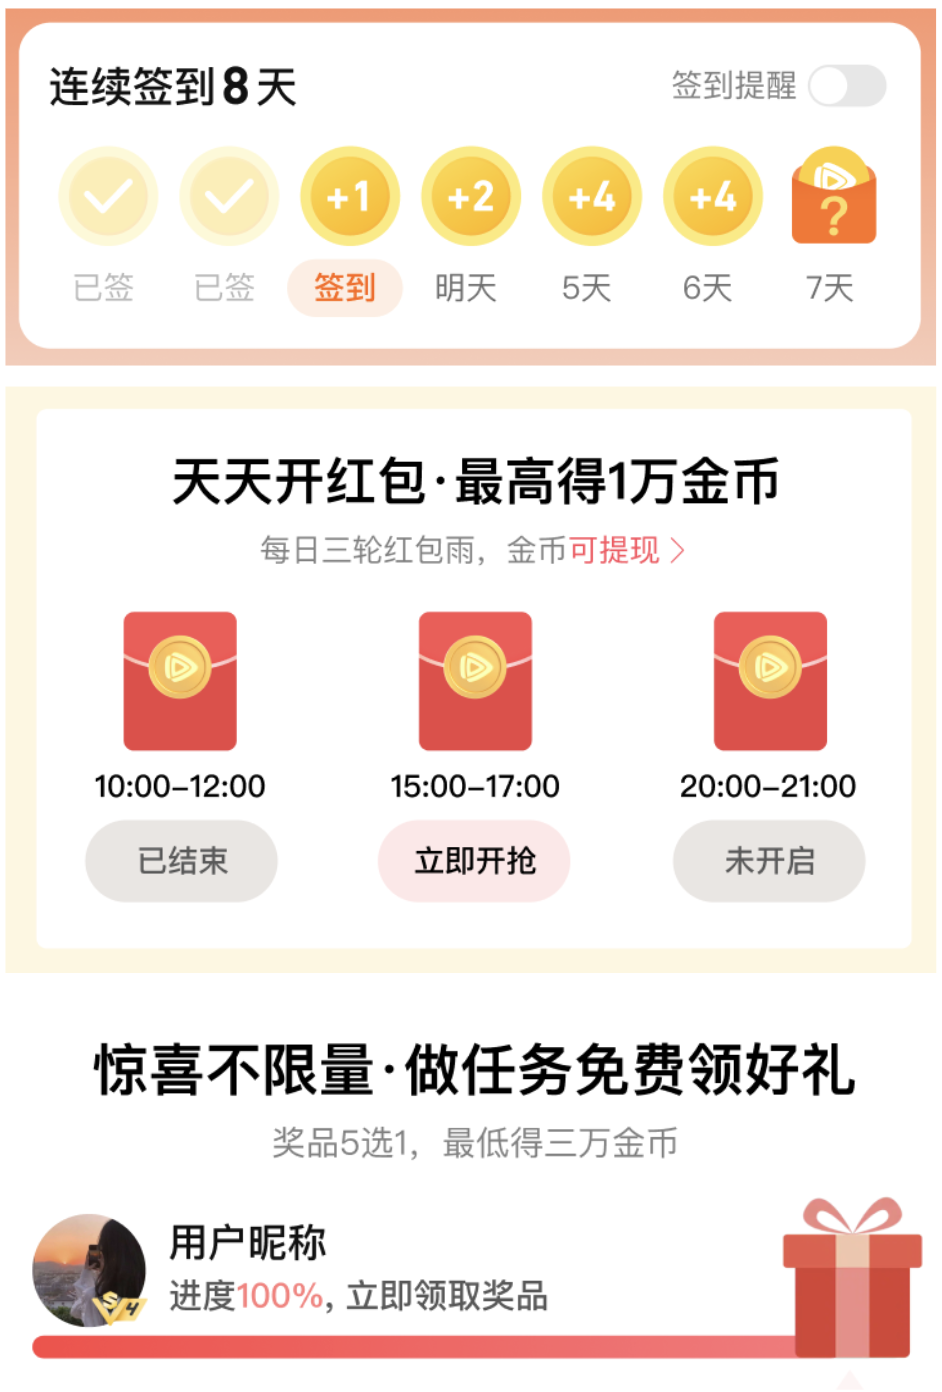 连续签到8天
签到提醒
+1 +2 +4 +4 ?
已签 已签 签到 明天 5天 6天 7天
天天开红包·最高得1万金币
每日三轮红包雨，金币可提现 >
10:00–12:00 15:00–17:00 20:00–21:00
已结束 立即开抢 未开启
惊喜不限量·做任务免费领好礼
奖品5选1，最低得三万金币
用户昵称
进度100%, 立即领取奖品
SV4